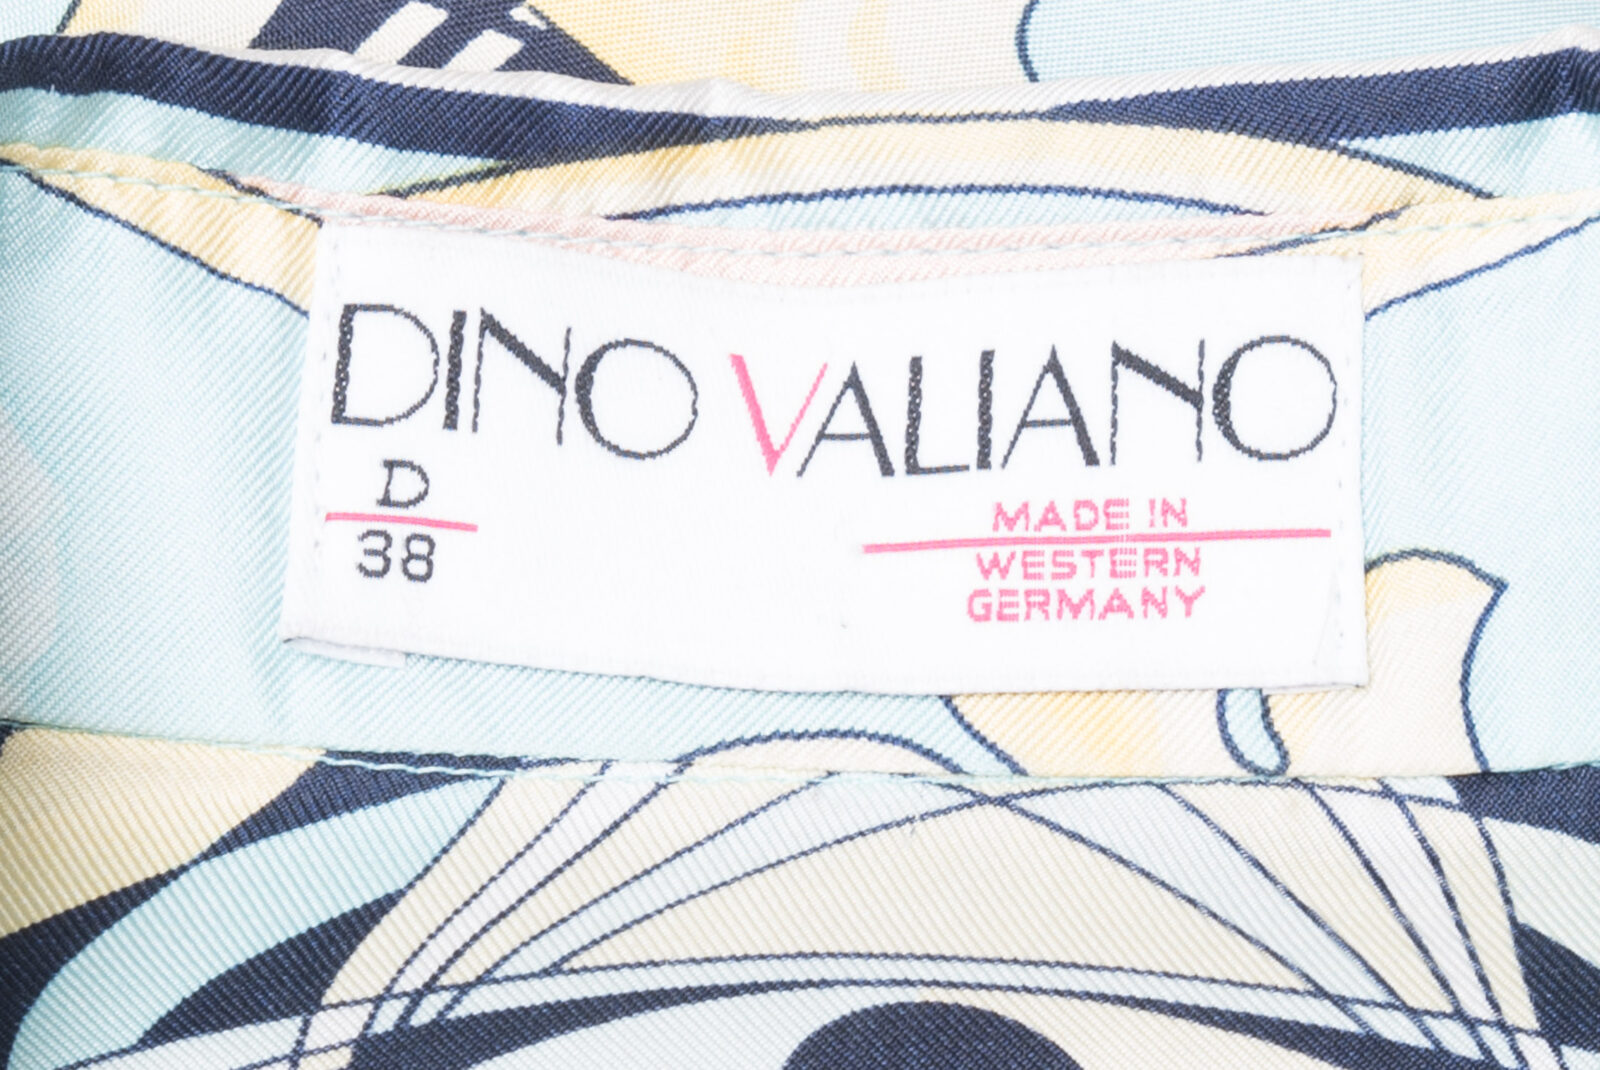 DINO VALIANO
D
38
MADE IN
WESTERN
GERMANY